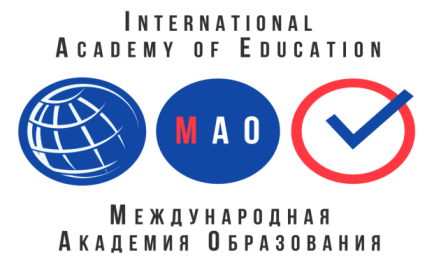 International
Academy of Education
МАО
Международная
Академия Образования